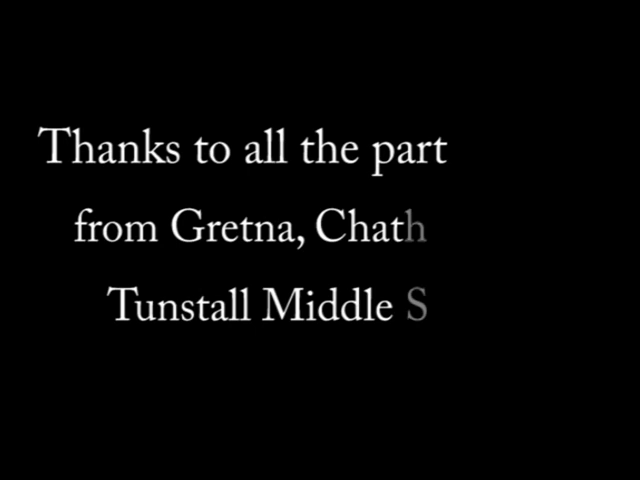 Thanks to all the part
from Gretna, Chath
Tunstall Middle S